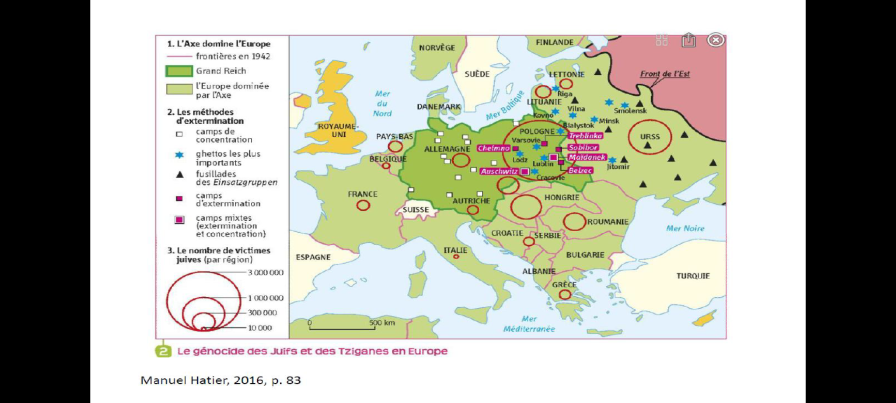 1. L'Axe domine l'Europe
frontières en 1942
Grand Reich
l'Europe dominée
par l'Axe
2. Les méthodes
d'extermination
camps de
concentration
ghettos les plus
importants
fusillades
des Einsatzgruppen
camps
d'extermination
camps mixtes
(extermination
et concentration)
3. Le nombre de victimes
juives (par région)
3 000 000
1 000 000
300 000
10 000
NORVÈGE
FINLANDE
SUÈDE
LETTONIE
Front de l'Est
Riga
Mer
du
Nord
DANEMARK
Mer Baltique
LITUANIE
Vilna
Smolensk
Kovno
Minsk
Bialystok
ROYAUME-
UNI
PAYS-BAS
POLOGNE
Treblinka
URSS
Varsovie
Chelmno
Sobibor
ALLEMAGNE
BELGIQUE
Lodz
Lublin
Maïdanek
Jitomir
Auschwitz
Belzec
Cracovie
FRANCE
SUISSE
AUTRICHE
HONGRIE
ROUMANIE
CROATIE
SERBIE
Mer Noire
ITALIE
BULGARIE
ESPAGNE
ALBANIE
TURQUIE
GRÈCE
0
500 km
Mer
Méditerranée
2 Le génocide des Juifs et des Tziganes en Europe
Manuel Hatier, 2016, p. 83